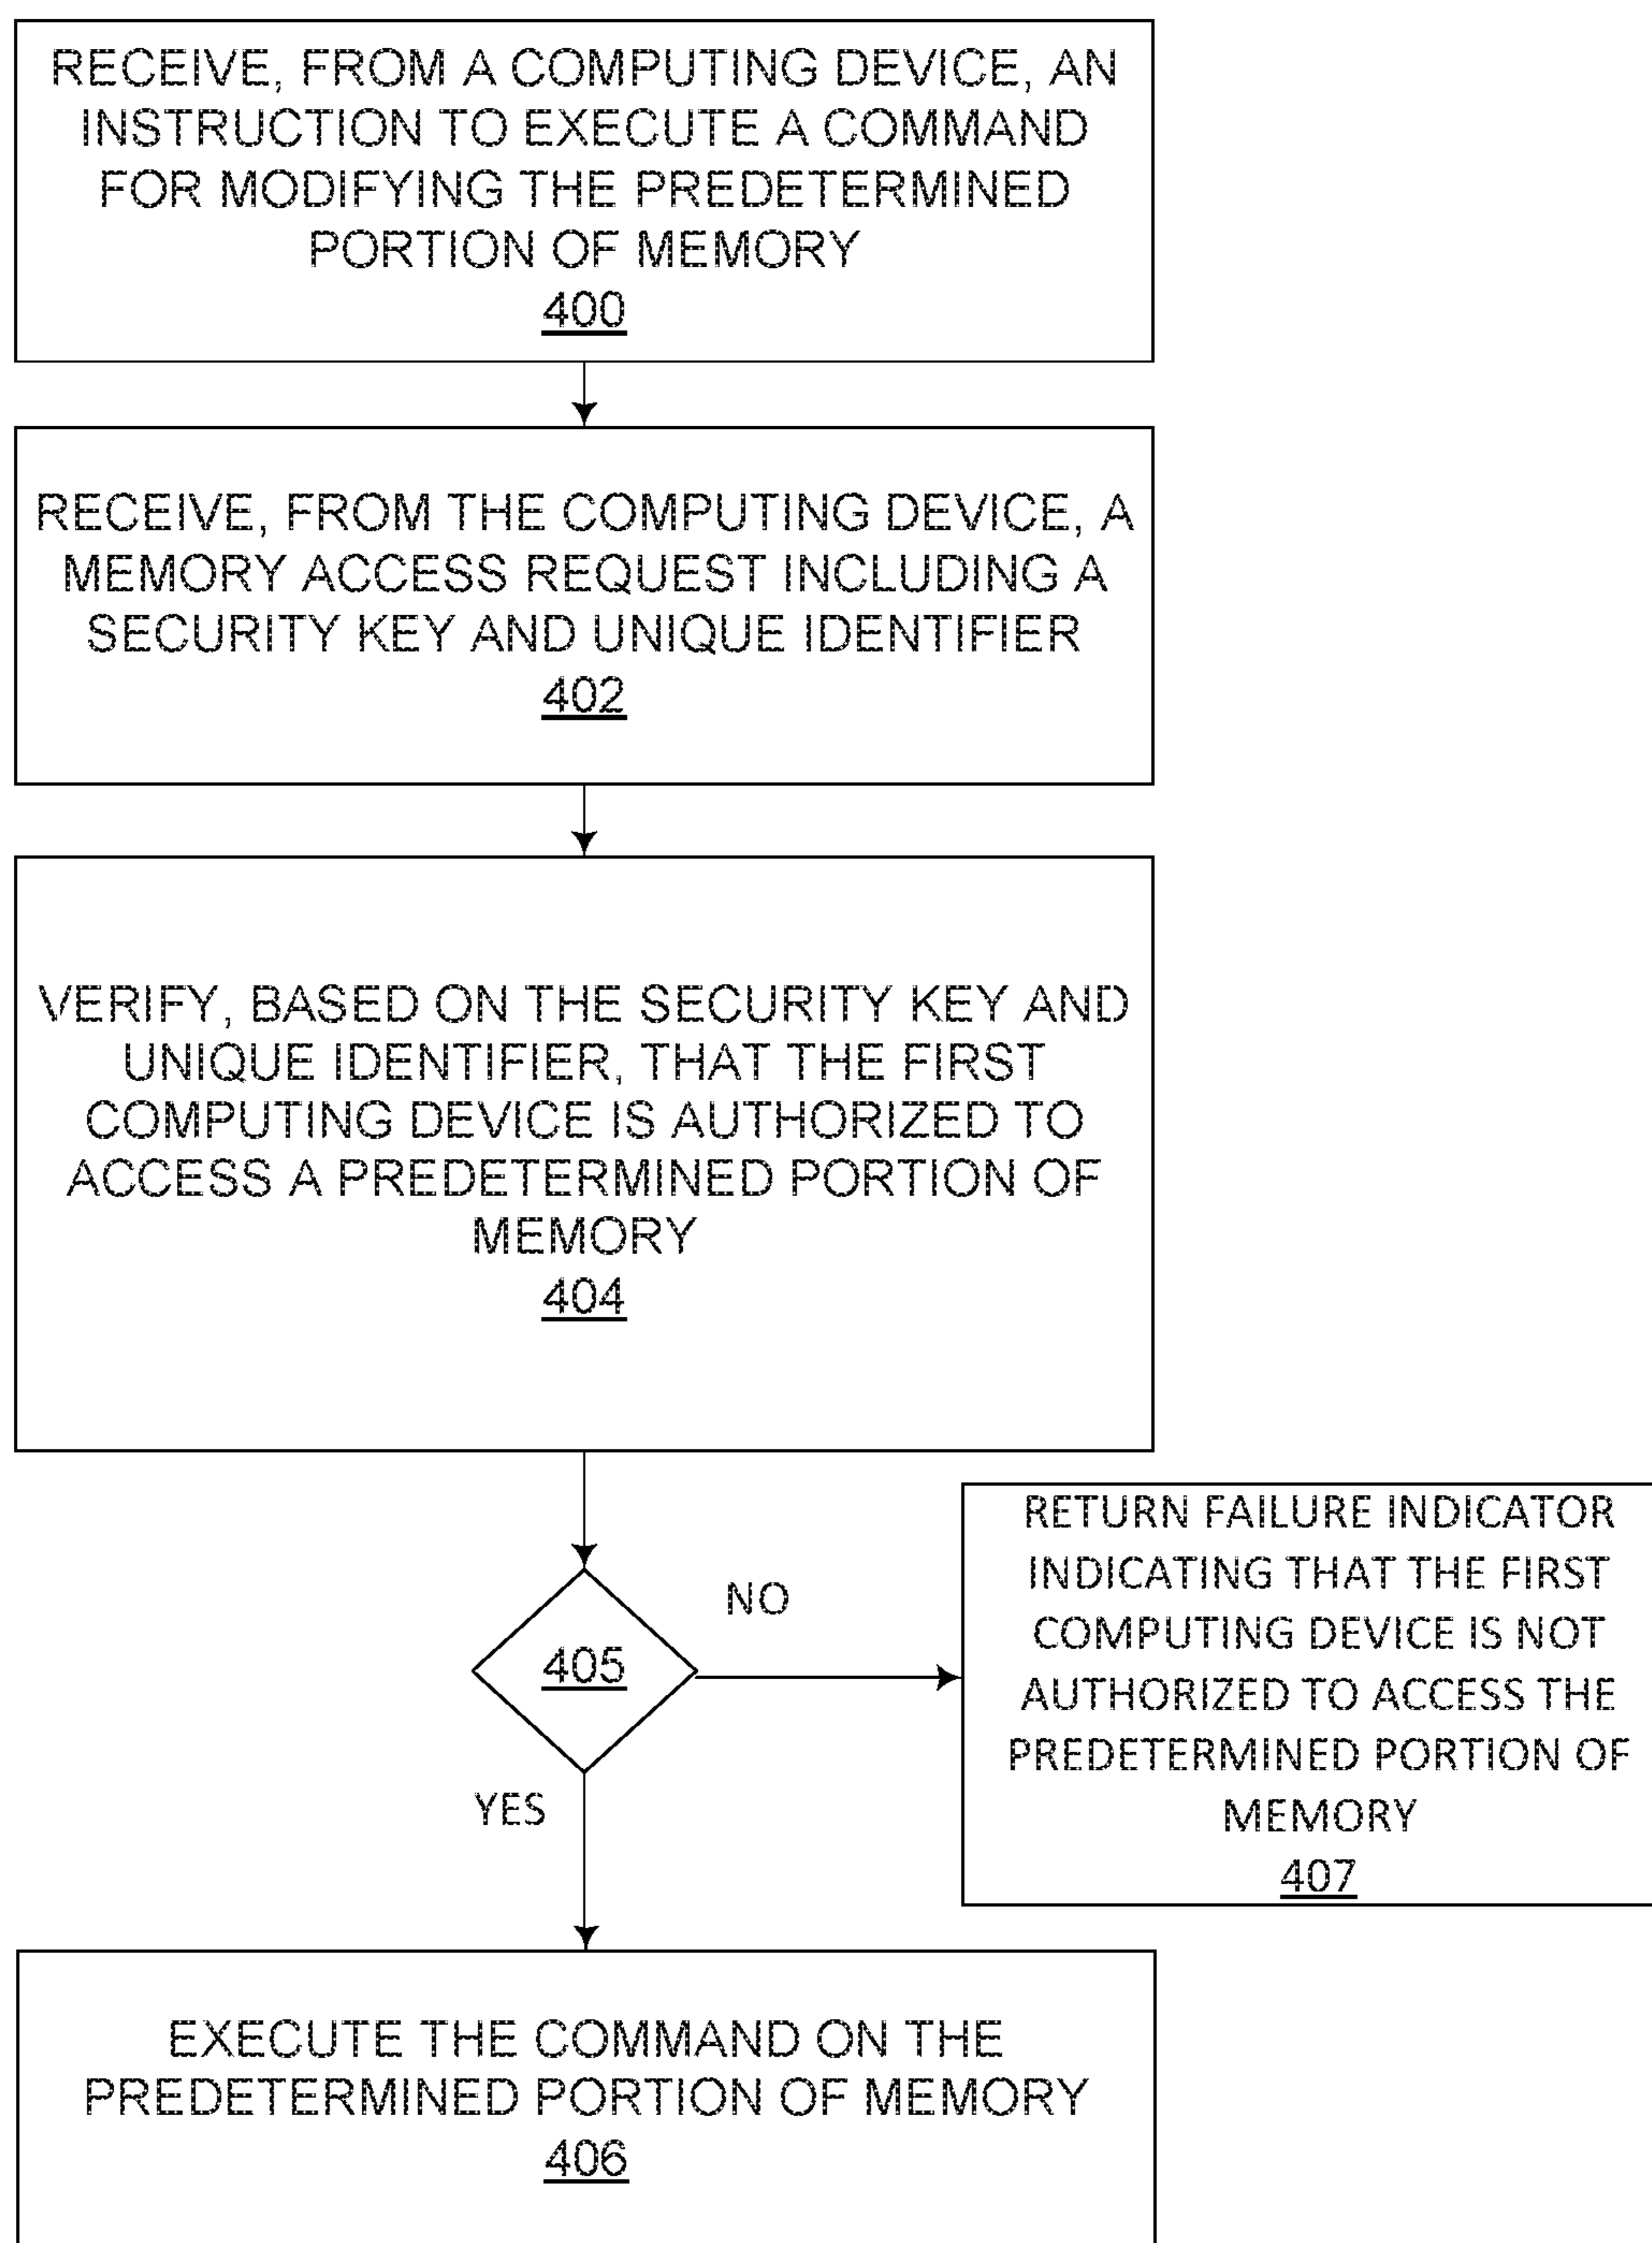 RECEIVE, FROM A COMPUTING DEVICE, AN
INSTRUCTION TO EXECUTE A COMMAND
FOR MODIFYING THE PREDETERMINED
PORTION OF MEMORY
400
RECEIVE, FROM THE COMPUTING DEVICE, A
MEMORY ACCESS REQUEST INCLUDING A
SECURITY KEY AND UNIQUE IDENTIFIER
402
VERIFY, BASED ON THE SECURITY KEY AND
UNIQUE IDENTIFIER, THAT THE FIRST
COMPUTING DEVICE IS AUTHORIZED TO
ACCESS A PREDETERMINED PORTION OF
MEMORY
404
405
NO
RETURN FAILURE INDICATOR
INDICATING THAT THE FIRST
COMPUTING DEVICE IS NOT
AUTHORIZED TO ACCESS THE
PREDETERMINED PORTION OF
MEMORY
407
YES
EXECUTE THE COMMAND ON THE
PREDETERMINED PORTION OF MEMORY
406